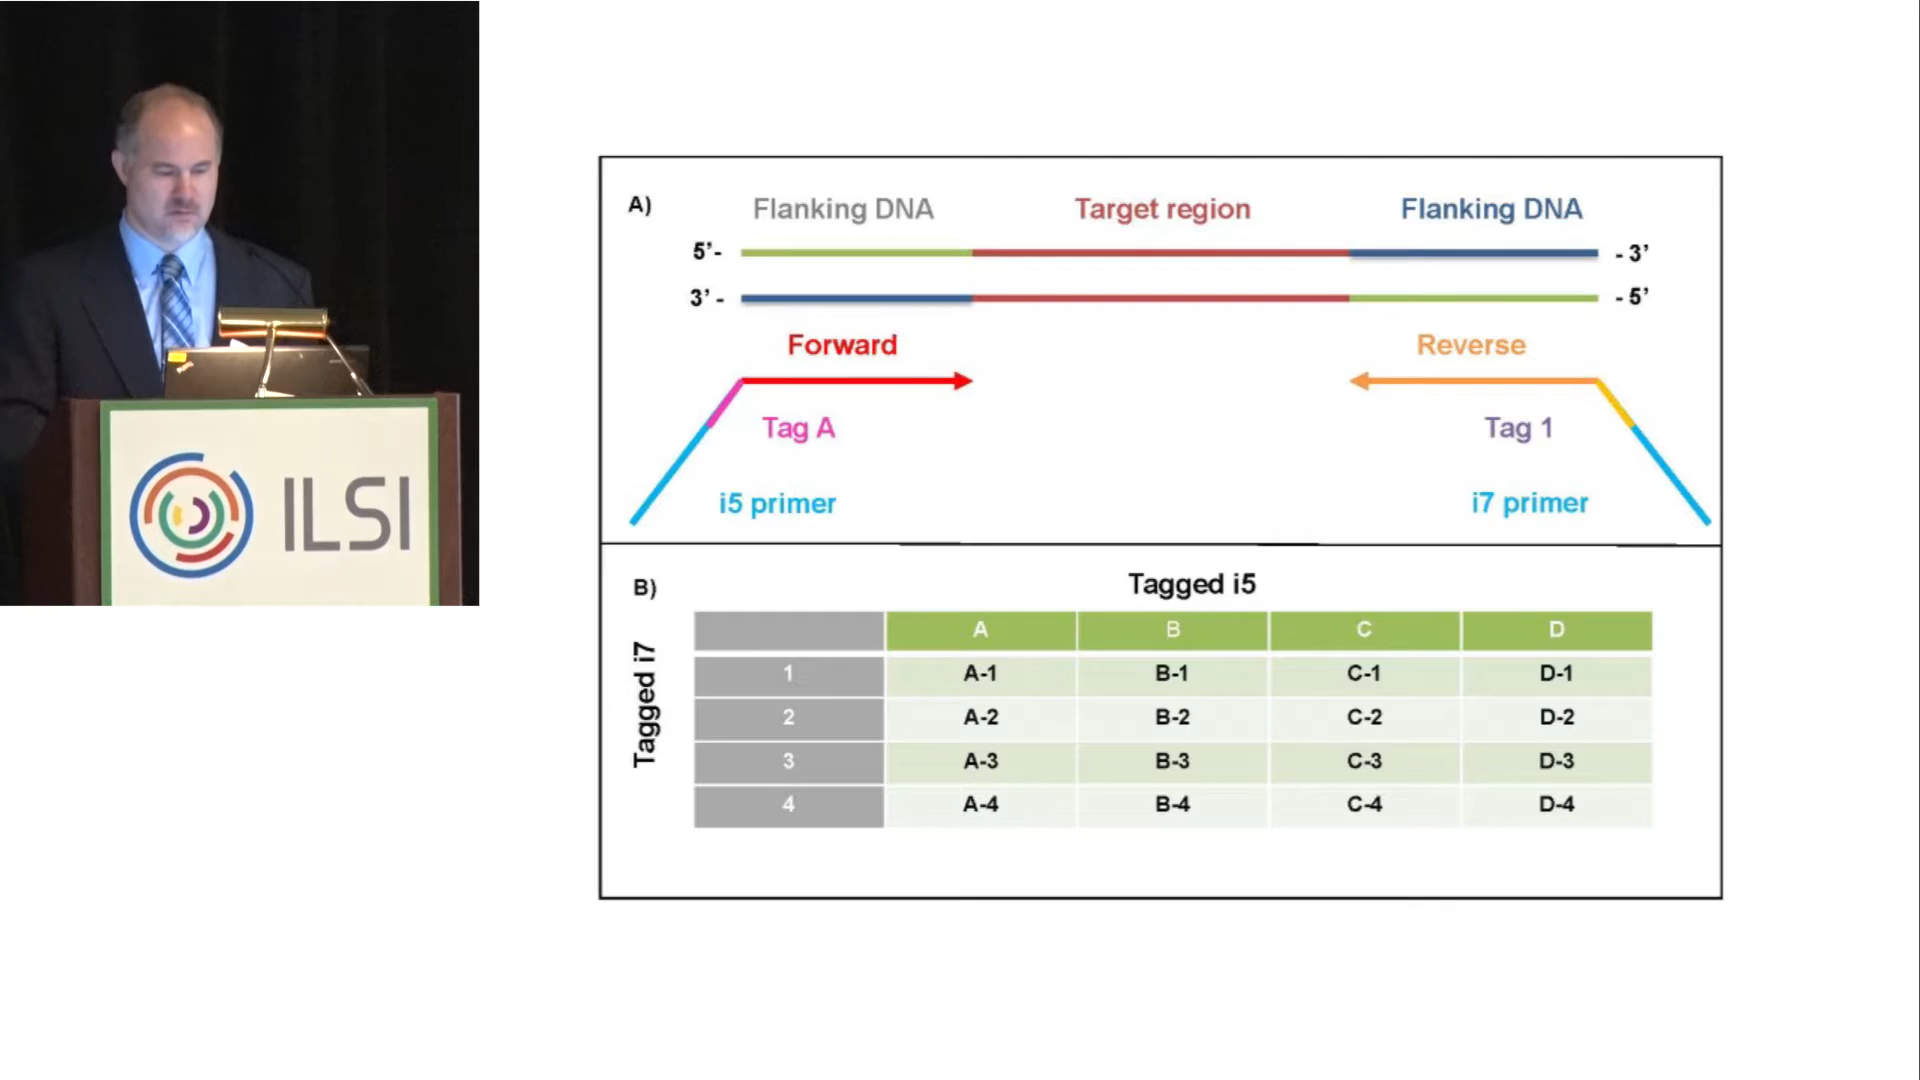 ILSI
A)
Flanking DNA Target region Flanking DNA
5’- - 3’
3’ - - 5’
Forward Reverse
Tag A Tag 1
i5 primer i7 primer
B)
Tagged i5
Tagged i7
A B C D
1 A-1 B-1 C-1 D-1
2 A-2 B-2 C-2 D-2
3 A-3 B-3 C-3 D-3
4 A-4 B-4 C-4 D-4